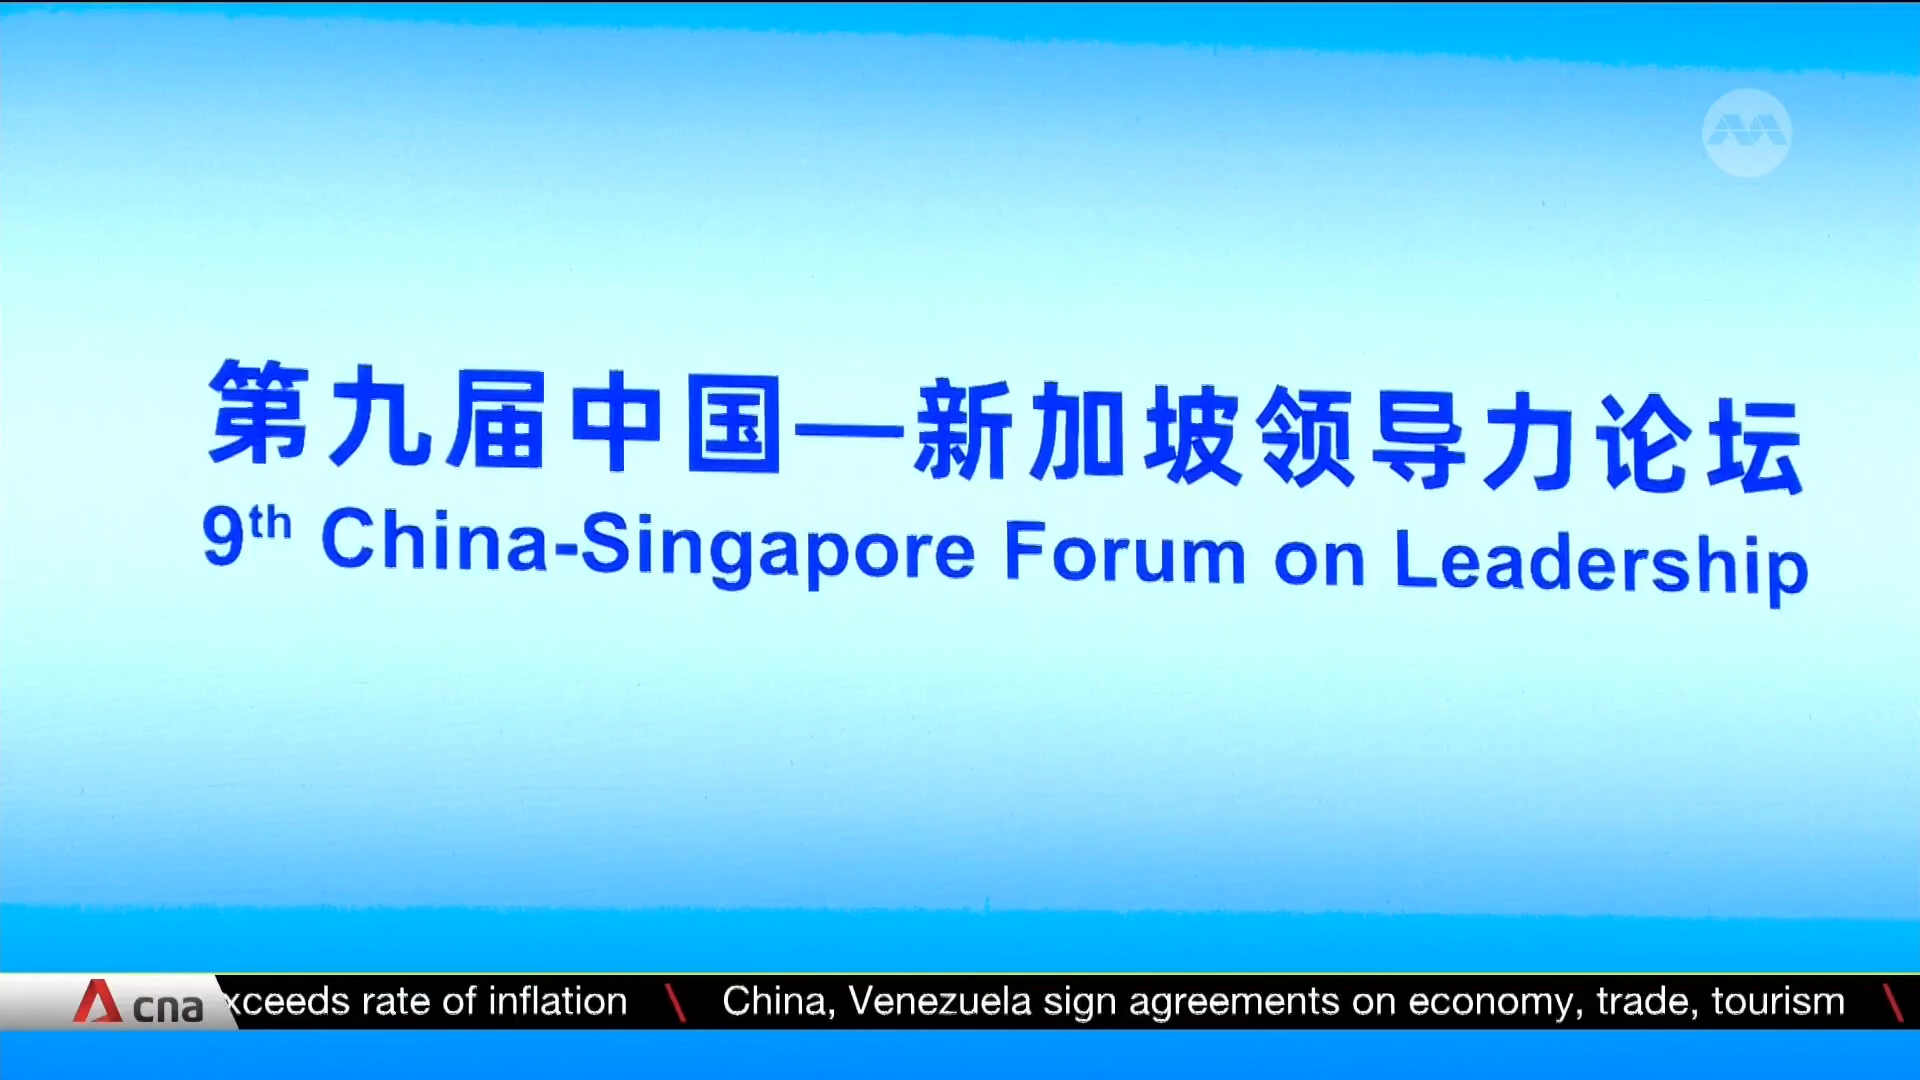 第九届中国—新加坡领导力论坛
9th China-Singapore Forum on Leadership
cna
xceeds rate of inflation \ China, Venezuela sign agreements on economy, trade, tourism \